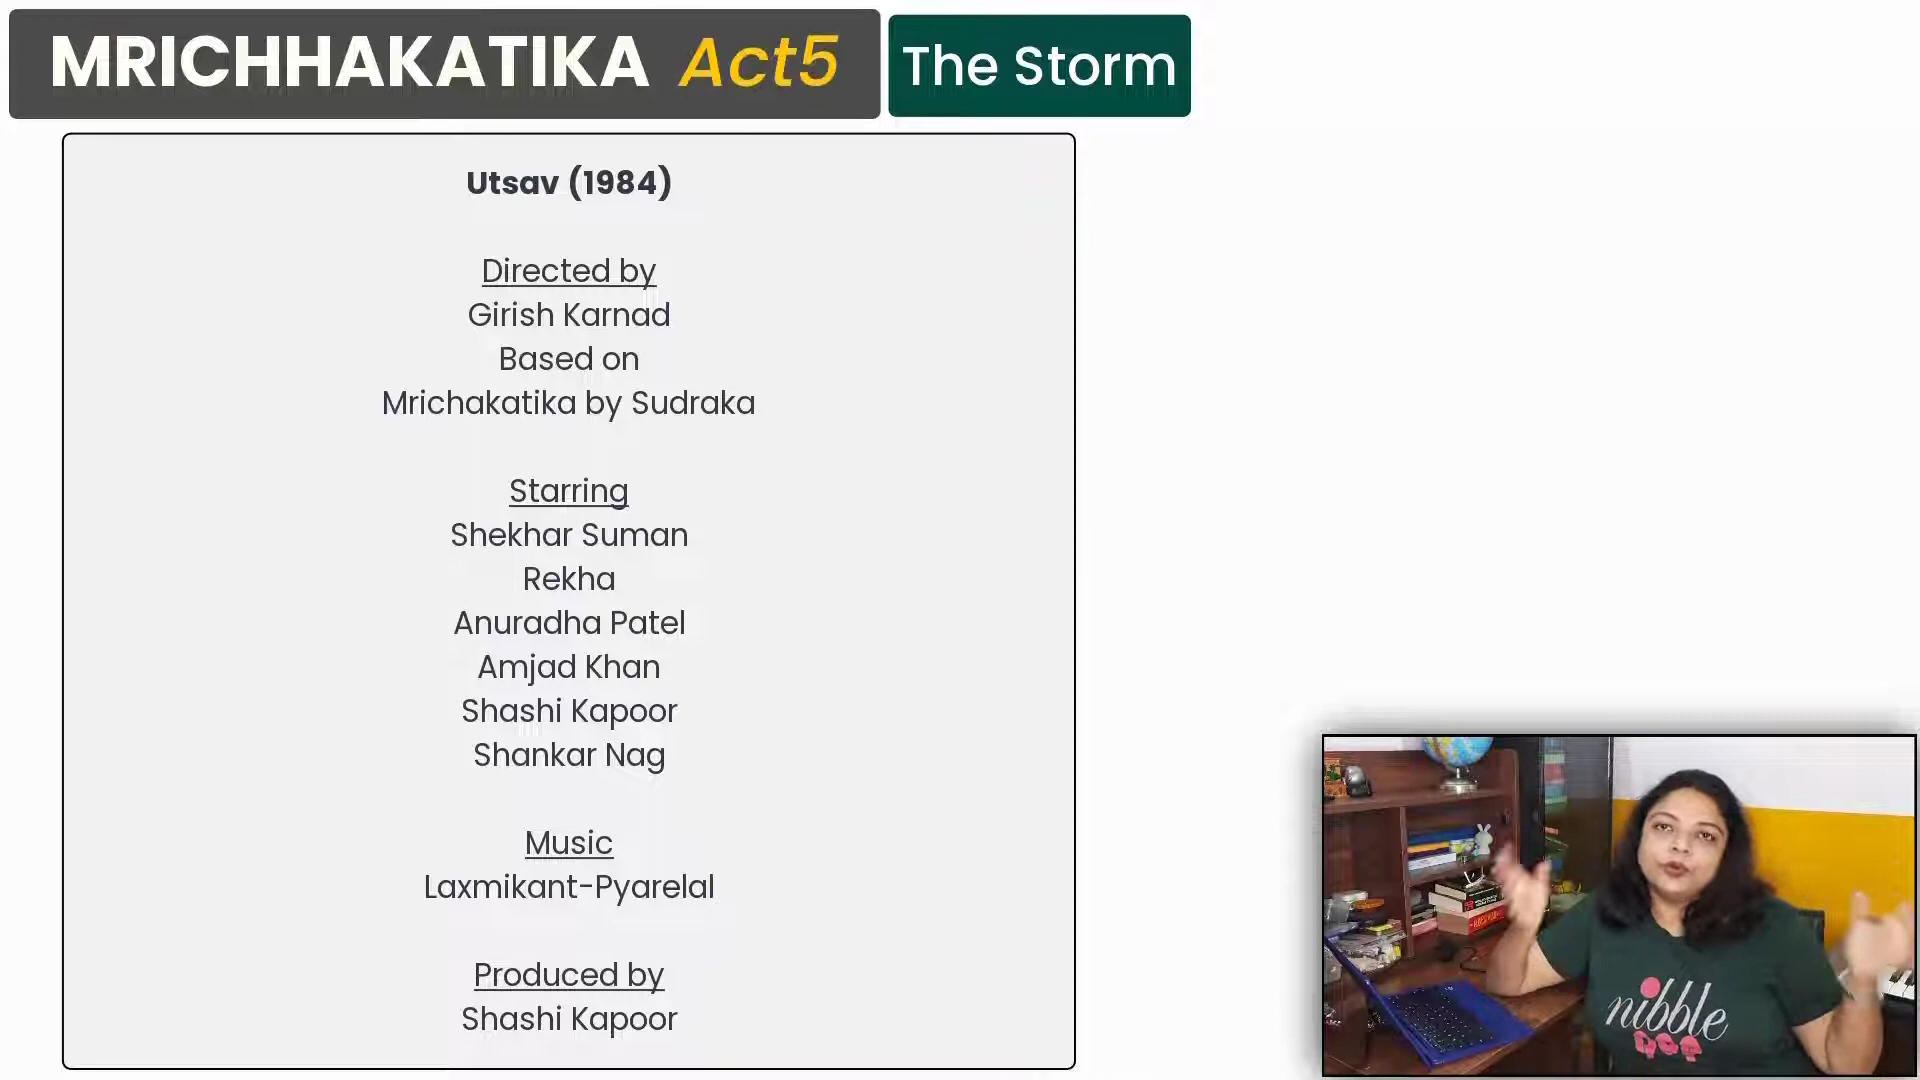 MRICHHAKATIKA Act5 The Storm
Utsav (1984)
Directed by
Girish Karnad
Based on
Mrichakatika by Sudraka
Starring
Shekhar Suman
Rekha
Anuradha Patel
Amjad Khan
Shashi Kapoor
Shankar Nag
Music
Laxmikant-Pyarelal
Produced by
Shashi Kapoor
nibble